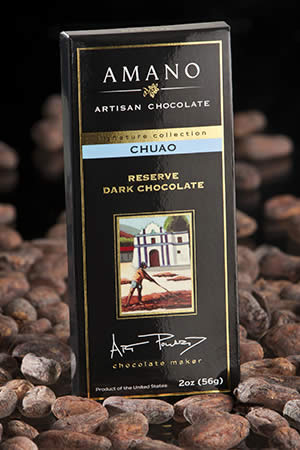 AMANO
ARTISAN CHOCOLATE
signature collection
CHUAO
RESERVE
DARK CHOCOLATE
chocolate maker
Product of the United States
2oz (56g)